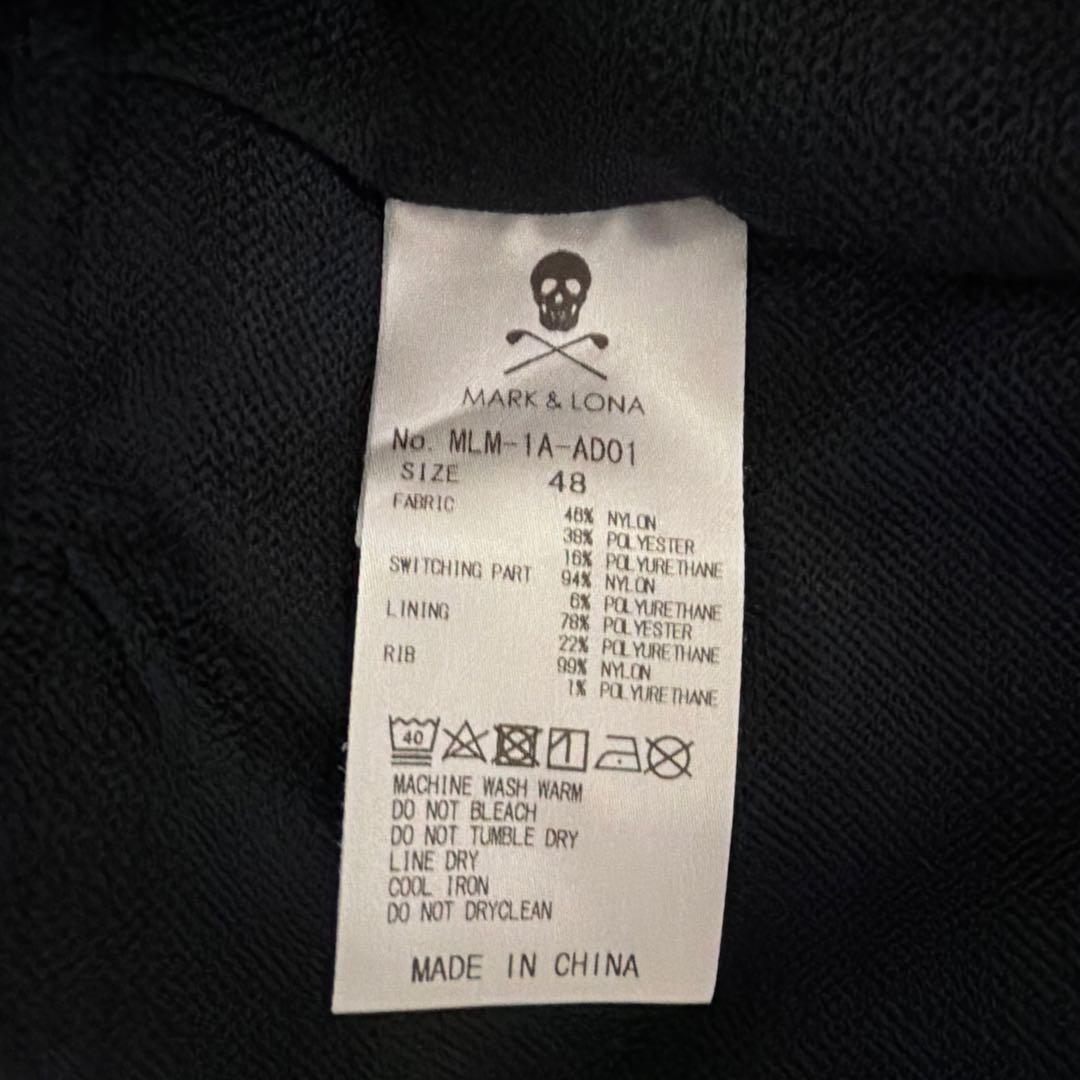 MARK & LONA
No. MLM-1A-AD01
SIZE 48
FABRIC 46% NYLON
38% POLYESTER
16% POLYURETHANE
SWITCHING PART 94% NYLON
6% POLYURETHANE
LINING 78% POLYESTER
22% POLYURETHANE
RIB 99% NYLON
1% POLYURETHANE
40
MACHINE WASH WARM
DO NOT BLEACH
DO NOT TUMBLE DRY
LINE DRY
COOL IRON
DO NOT DRYCLEAN
MADE IN CHINA